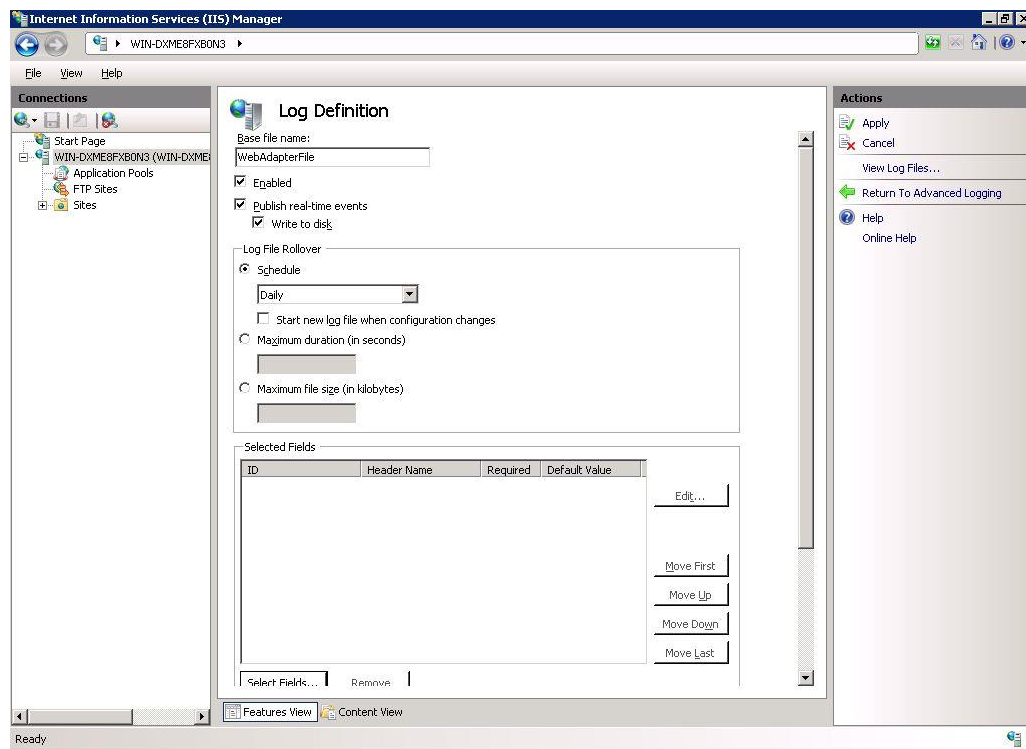 Internet Information Services (IIS) Manager
WIN-DXME8FXB0N3
File View Help
Connections
Start Page
WIN-DXME8FXB0N3 (WIN-DXME8
Application Pools
FTP Sites
Sites
Log Definition
Base file name:
WebAdapterFile
Enabled
Publish real-time events
Write to disk
Log File Rollover
Schedule
Daily
Start new log file when configuration changes
Maximum duration (in seconds)
Maximum file size (in kilobytes)
Selected Fields
ID Header Name Required Default Value
Edit...
Move First
Move Up
Move Down
Move Last
Select Fields... Remove
Features View Content View
Actions
Apply
Cancel
View Log Files...
Return To Advanced Logging
Help
Online Help
Ready